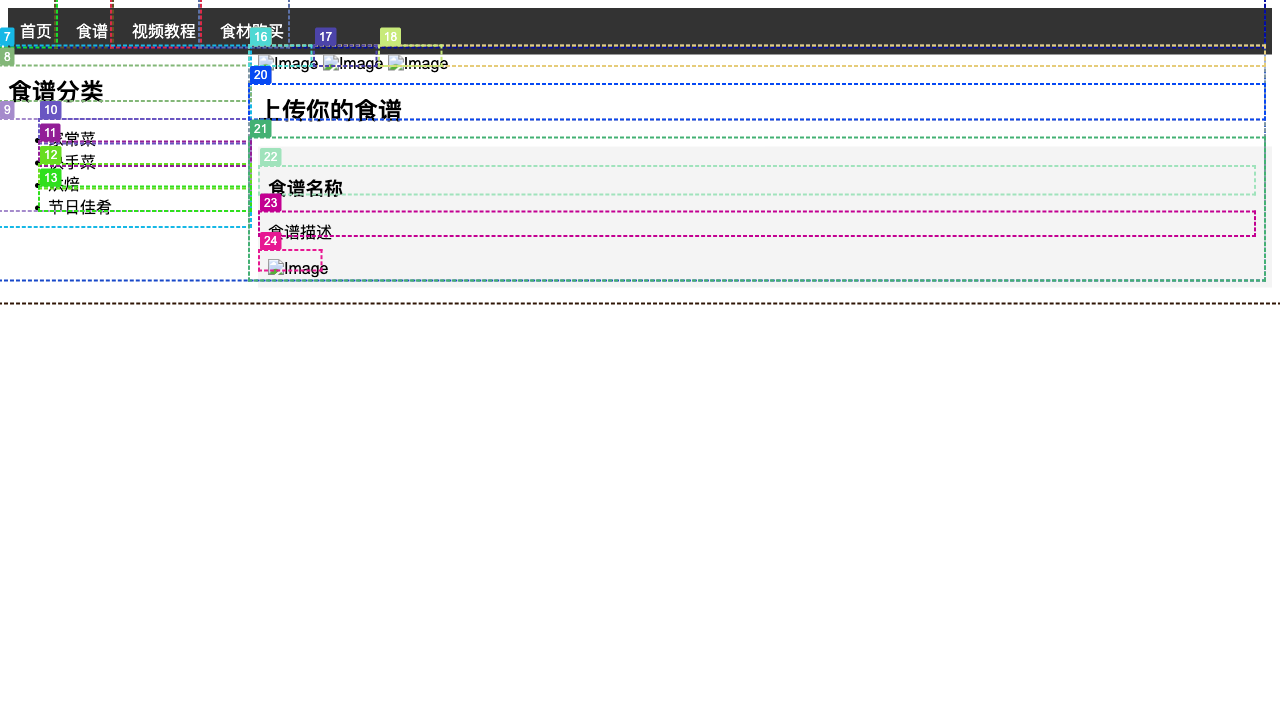 首页 食谱 视频教程 食材购买
7 16 17 18
8 Image Image Image
食谱分类
20
上传你的食谱
9 10
21
11 家常菜
12 快手菜
13 烘焙
节日佳肴
22
食谱名称
23
食谱描述
24
Image